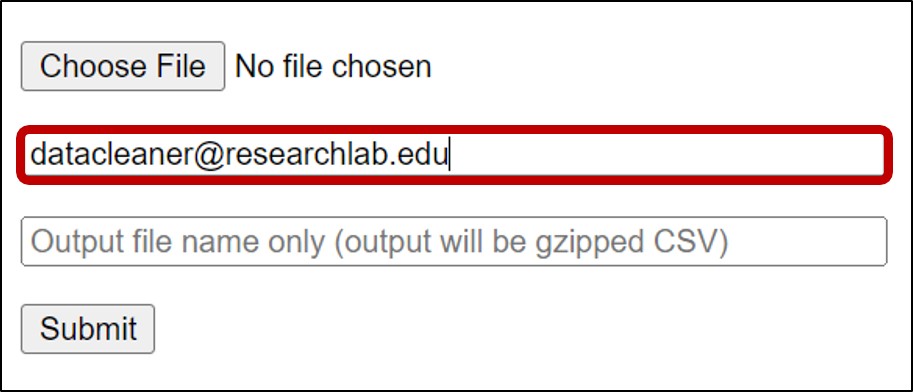 Choose File No file chosen
datacleaner@researchlab.edu
Output file name only (output will be gzipped CSV)
Submit